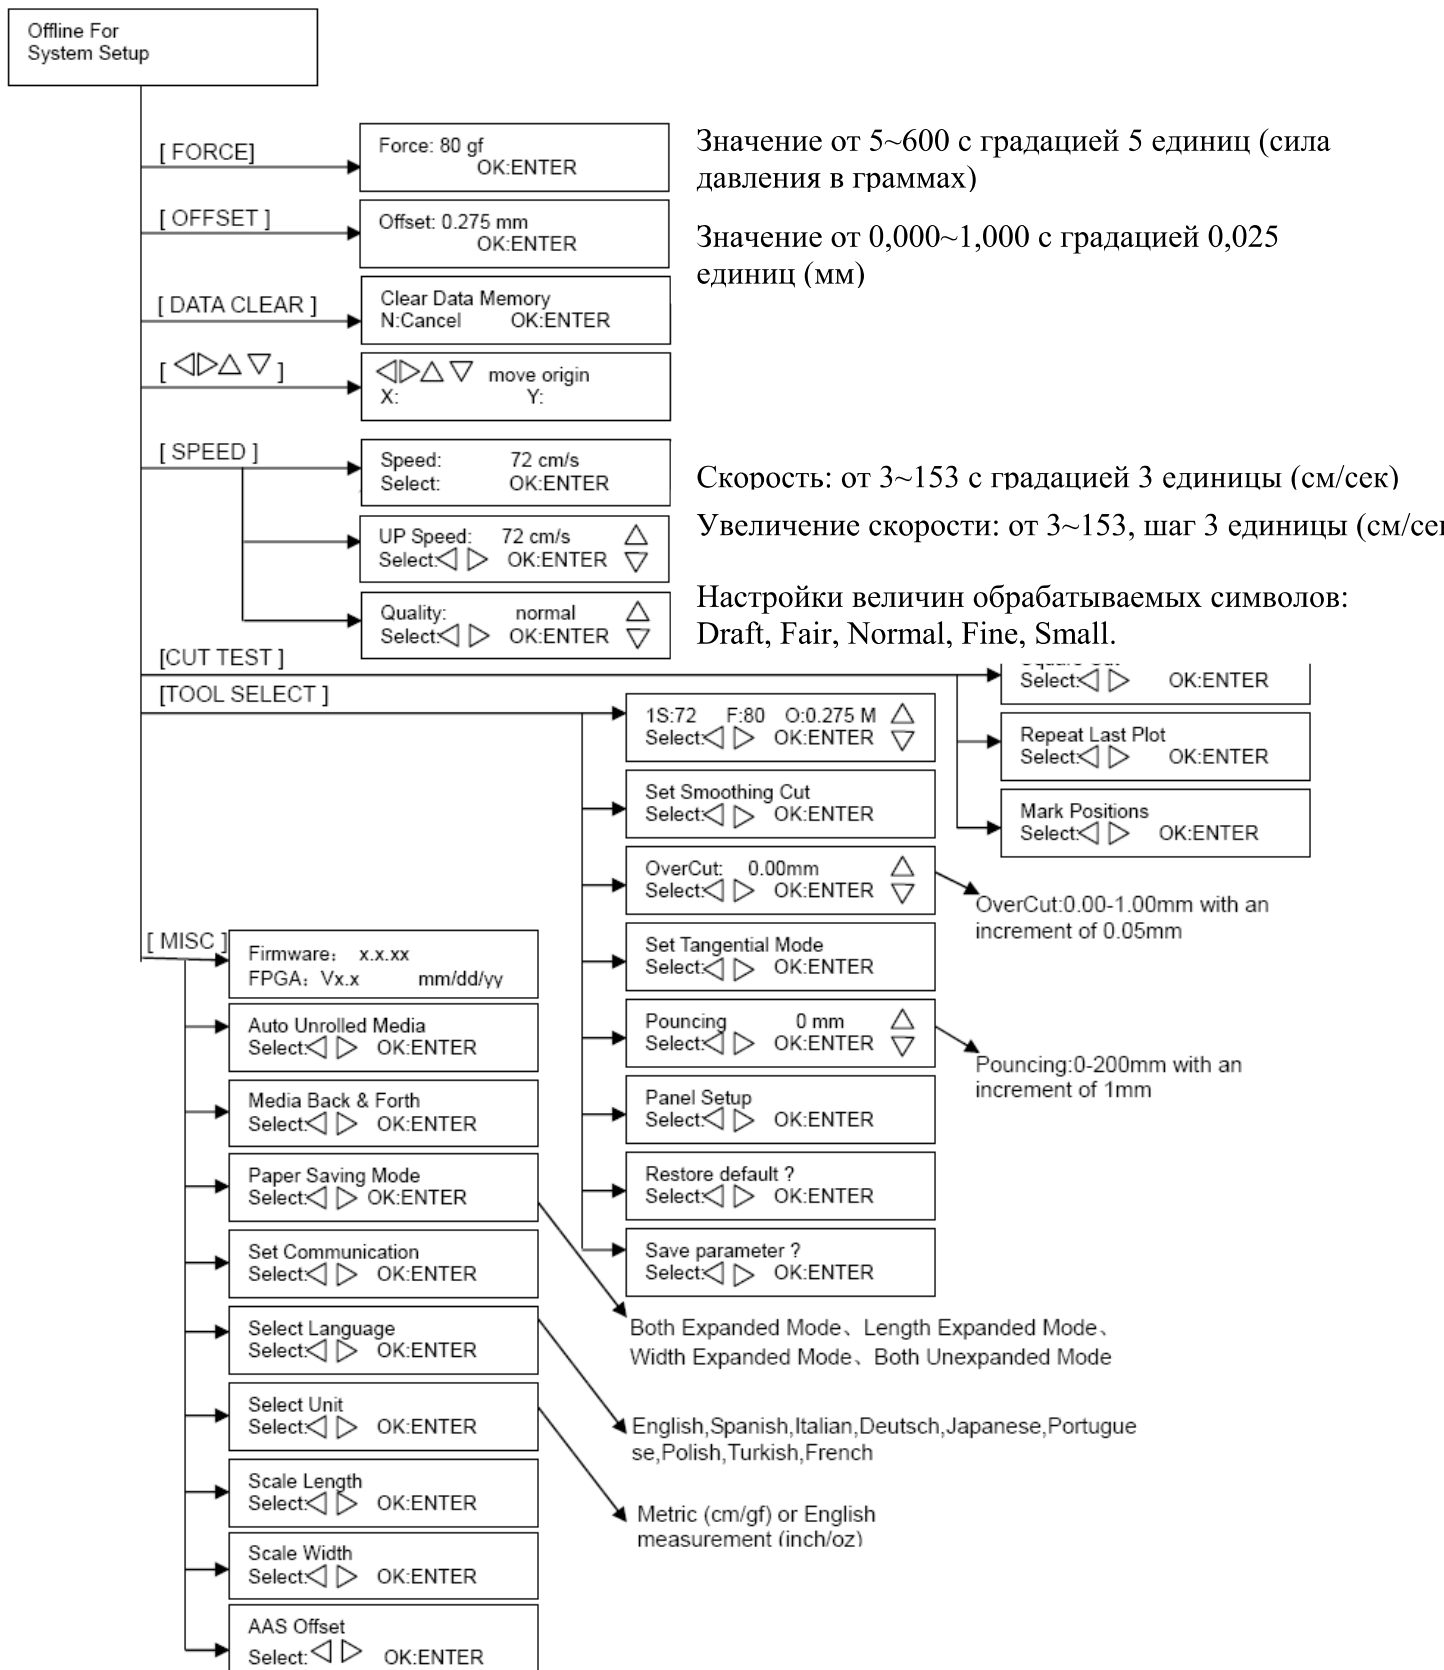 Offline For
System Setup
[ FORCE]
Force: 80 gf
OK:ENTER
Значение от 5~600 с градацией 5 единиц (сила
давления в граммах)
[ OFFSET ]
Offset: 0.275 mm
OK:ENTER
Значение от 0,000~1,000 с градацией 0,025
единиц (мм)
[ DATA CLEAR ]
Clear Data Memory
N:Cancel OK:ENTER
[ ◁▷△▽ ]
◁▷△▽ move origin
X: Y:
[ SPEED ]
Speed: 72 cm/s
Select: OK:ENTER
Скорость: от 3~153 с градацией 3 единицы (см/сек)
UP Speed: 72 cm/s △
Select:◁ ▷ OK:ENTER ▽
Увеличение скорости: от 3~153, шаг 3 единицы
Quality: normal △
Select:◁ ▷ OK:ENTER ▽
Настройки величин обрабатываемых символов:
Draft, Fair, Normal, Fine, Small.
[CUT TEST ]
Select:◁ ▷ OK:ENTER
Repeat Last Plot
Select:◁ ▷ OK:ENTER
Mark Positions
Select:◁ ▷ OK:ENTER
[TOOL SELECT ]
1S:72 F:80 O:0.275 M △
Select:◁ ▷ OK:ENTER ▽
Set Smoothing Cut
Select:◁ ▷ OK:ENTER
OverCut: 0.00mm △
Select:◁ ▷ OK:ENTER ▽
OverCut:0.00-1.00mm with an
increment of 0.05mm
Set Tangential Mode
Select:◁ ▷ OK:ENTER
Pouncing 0 mm △
Select:◁ ▷ OK:ENTER ▽
Pouncing:0-200mm with an
increment of 1mm
Panel Setup
Select:◁ ▷ OK:ENTER
Restore default ?
Select:◁ ▷ OK:ENTER
Save parameter ?
Select:◁ ▷ OK:ENTER
[ MISC ]
Firmware: x.x.xx
FPGA: Vx.x mm/dd/yy
Auto Unrolled Media
Select:◁ ▷ OK:ENTER
Media Back & Forth
Select:◁ ▷ OK:ENTER
Paper Saving Mode
Select:◁ ▷ OK:ENTER
Both Expanded Mode、Length Expanded Mode、
Width Expanded Mode、Both Unexpanded Mode
Set Communication
Select:◁ ▷ OK:ENTER
Select Language
Select:◁ ▷ OK:ENTER
English,Spanish,Italian,Deutsch,Japanese,Portugue
se,Polish,Turkish,French
Select Unit
Select:◁ ▷ OK:ENTER
Metric (cm/gf) or English
measurement (inch/oz)
Scale Length
Select:◁ ▷ OK:ENTER
Scale Width
Select:◁ ▷ OK:ENTER
AAS Offset
Select:◁ ▷ OK:ENTER